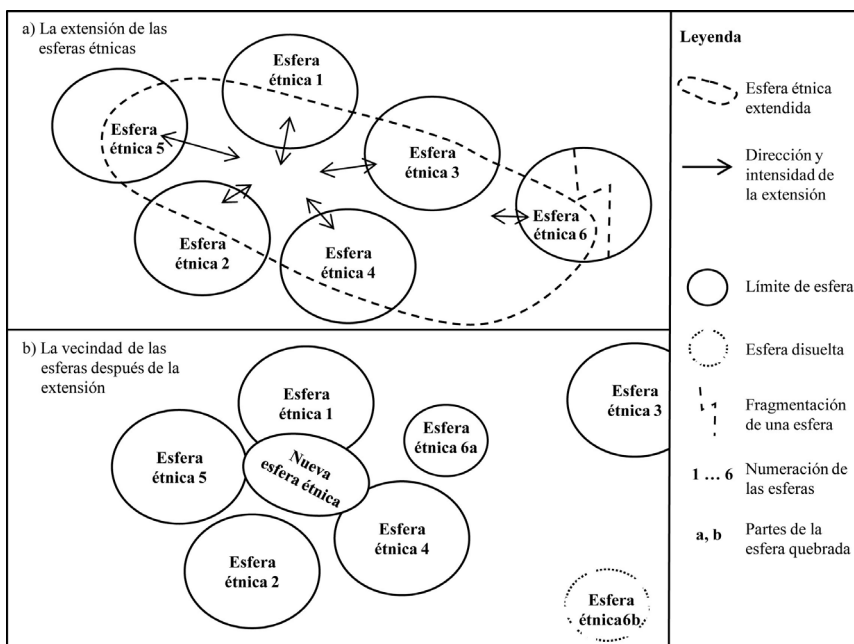 a) La extensión de las
esferas étnicas
Esfera
étnica 1
Esfera
étnica 5
Esfera
étnica 3
Esfera
étnica 2
Esfera
étnica 4
Esfera
étnica 6
b) La vecindad de las
esferas después de la
extensión
Esfera
étnica 1
Esfera
étnica 3
Esfera
étnica 6a
Esfera
étnica 5
Nueva
esfera étnica
Esfera
étnica 4
Esfera
étnica 2
Esfera
étnica6b
Leyenda
Esfera étnica
extendida
Dirección y
intensidad de
la extensión
Límite de esfera
Esfera disuelta
Fragmentación
de una esfera
1 ... 6 Numeración de
las esferas
a, b Partes de la
esfera quebrada